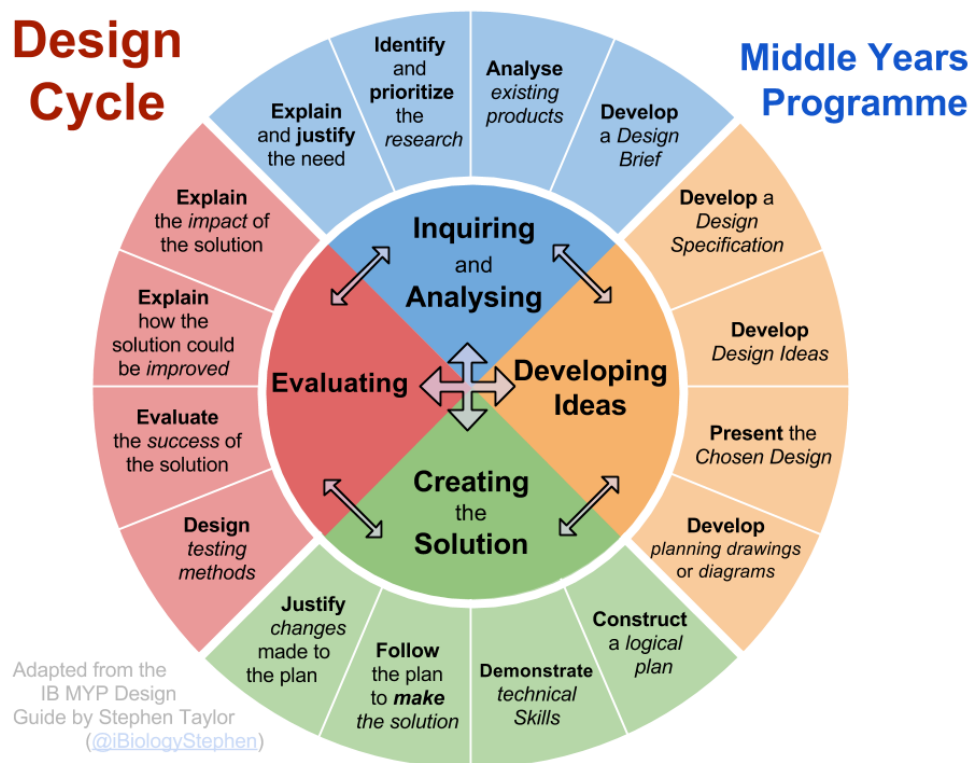 Design
Cycle
Middle Years
Programme
Explain
and justify
the need
Identify
and
prioritize
the
research
Analyse
existing
products
Develop
a Design
Brief
Develop a
Design
Specification
Develop
Design Ideas
Present the
Chosen Design
Develop
planning drawings
or diagrams
Construct
a logical
plan
Demonstrate
technical
Skills
Follow
the plan
to make
the solution
Justify
changes
made to
the plan
Design
testing
methods
Evaluate
the success of
the solution
Explain
how the
solution could
be improved
Explain
the impact of
the solution
Inquiring
and
Analysing
Developing
Ideas
Creating
the
Solution
Evaluating
Adapted from the
IB MYP Design
Guide by Stephen Taylor
(@iBiologyStephen)